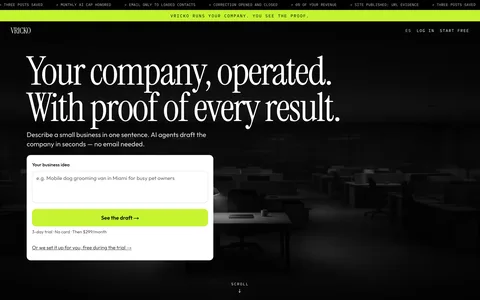 THREE POSTS SAVED + MONTHLY AI CAP HONORED + EMAIL ONLY TO LOADED CONTACTS + CORRECTION OPENED AND CLOSED + 0% OF YOUR REVENUE + SITE PUBLISHED: URL EVIDENCE + THREE POSTS SAVED
VRICKO RUNS YOUR COMPANY. YOU SEE THE PROOF.
VRICKO
ES LOG IN START FREE
Your company, operated.
With proof of every result.
Describe a small business in one sentence. AI agents draft the
company in seconds — no email needed.
Your business idea
e.g. Mobile dog grooming van in Miami for busy pet owners
See the draft →
3-day trial · No card · Then $299/month
Or we set it up for you, free during the trial →
SCROLL
↓